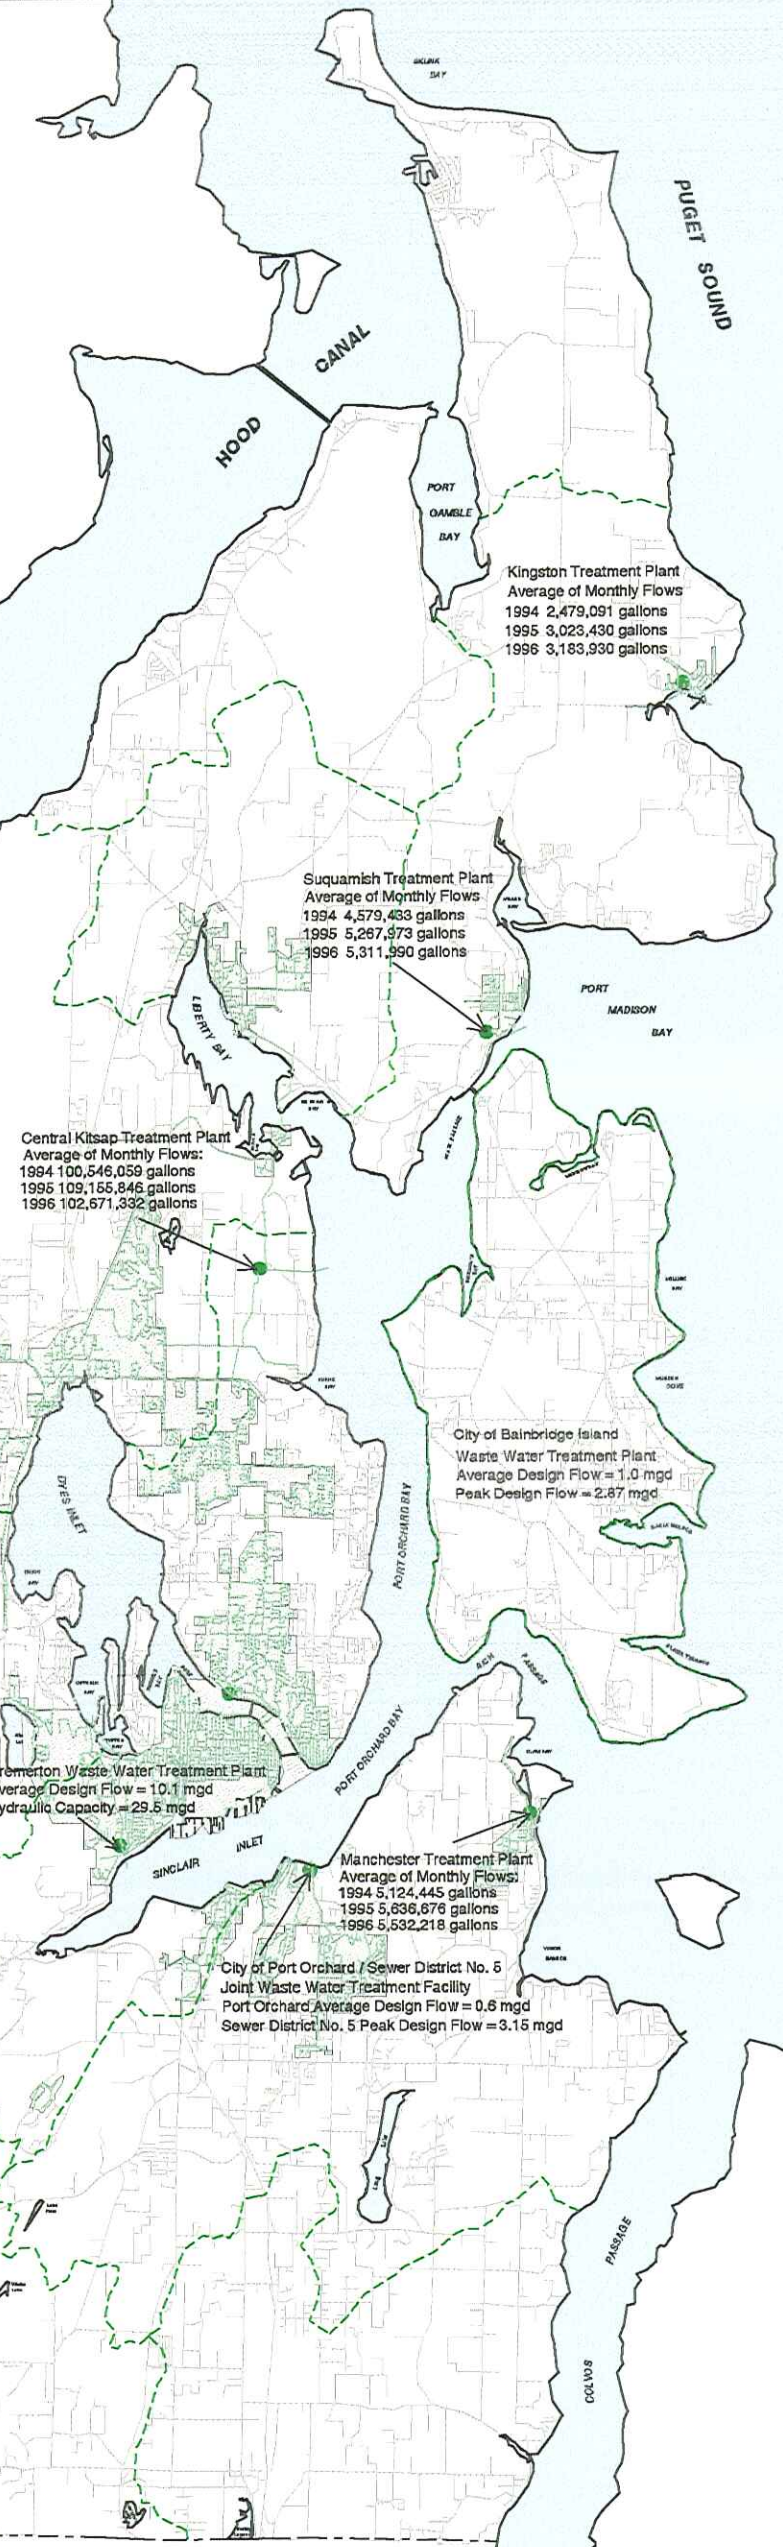 SKUNK
BAY
PUGET SOUND
HOOD
CANAL
PORT
GAMBLE
BAY
Kingston Treatment Plant
Average of Monthly Flows
1994 2,479,091 gallons
1995 3,023,430 gallons
1996 3,183,930 gallons
Suquamish Treatment Plant
Average of Monthly Flows
1994 4,579,433 gallons
1995 5,267,973 gallons
1996 5,311,990 gallons
LIBERTY BAY
PORT
MADISON
BAY
Central Kitsap Treatment Plant
Average of Monthly Flows:
1994 100,546,059 gallons
1995 109,155,846 gallons
1996 102,671,332 gallons
DYES INLET
PORT ORCHARD BAY
City of Bainbridge Island
Waste Water Treatment Plant
Average Design Flow = 1.0 mgd
Peak Design Flow = 2.87 mgd
RICH
PASSAGE
PORT ORCHARD BAY
remerton Waste Water Treatment Plant
verage Design Flow = 10.1 mgd
ydraulic Capacity = 29.5 mgd
SINCLAIR
INLET
Manchester Treatment Plant
Average of Monthly Flows:
1994 5,124,445 gallons
1995 5,636,676 gallons
1996 5,532,218 gallons
City of Port Orchard / Sewer District No. 5
Joint Waste Water Treatment Facility
Port Orchard Average Design Flow = 0.6 mgd
Sewer District No. 5 Peak Design Flow = 3.15 mgd
COLVOS
PASSAGE